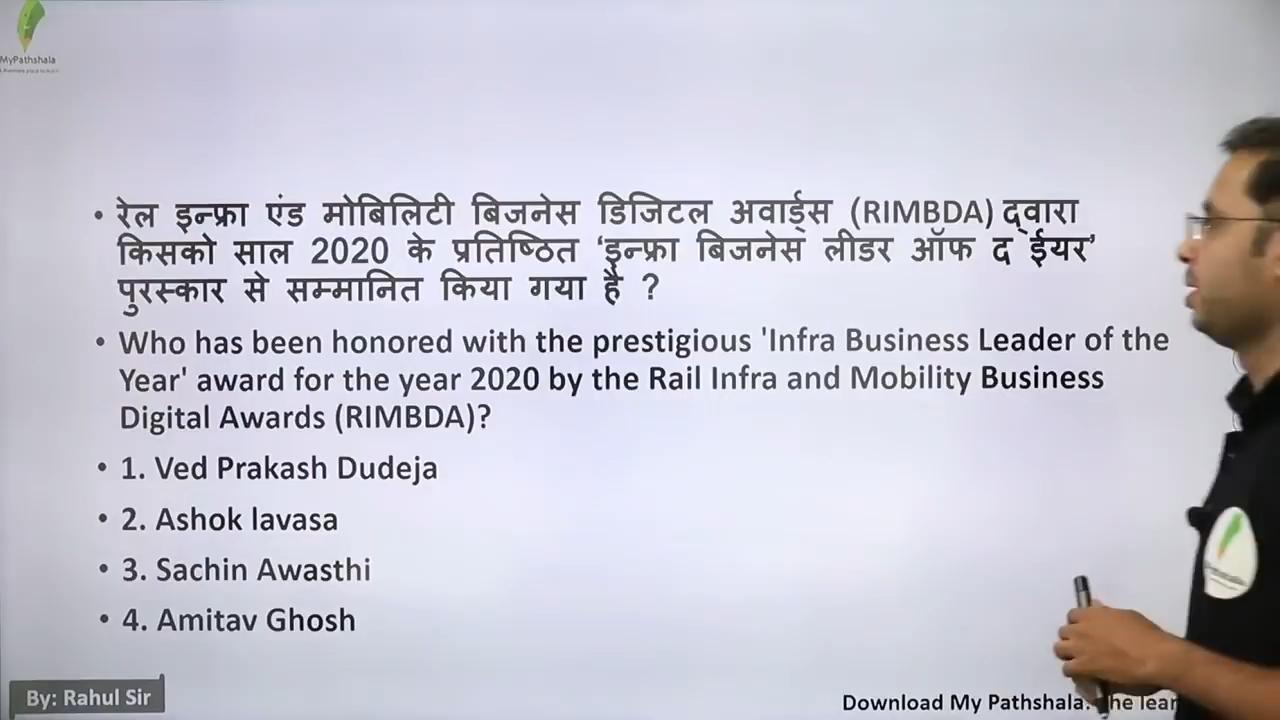 MyPathshala
• रेल इन्फ्रा एंड मोबिलिटी बिजनेस डिजिटल अवार्ड्स (RIMBDA) द्वारा
किसको साल 2020 के प्रतिष्ठित ‘इन्फ्रा बिजनेस लीडर ऑफ द ईयर’
पुरस्कार से सम्मानित किया गया है ?
• Who has been honored with the prestigious 'Infra Business Leader of the
Year' award for the year 2020 by the Rail Infra and Mobility Business
Digital Awards (RIMBDA)?
• 1. Ved Prakash Dudeja
• 2. Ashok lavasa
• 3. Sachin Awasthi
• 4. Amitav Ghosh
By: Rahul Sir
Download My Pathshala: